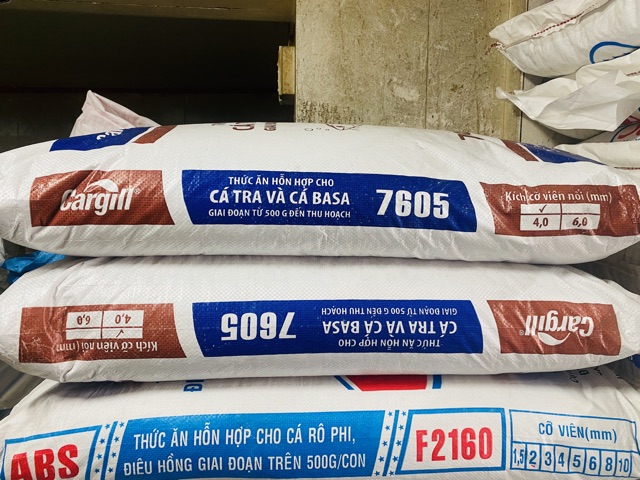 Cargill®
THỨC ĂN HỖN HỢP CHO
CÁ TRA VÀ CÁ BASA
GIAI ĐOẠN TỪ 500 G ĐẾN THU HOẠCH
7605
Kích cỡ viên nổi (mm)
✓
4,0 6,0
Cargill®
THỨC ĂN HỖN HỢP CHO
CÁ TRA VÀ CÁ BASA
GIAI ĐOẠN TỪ 500 G ĐẾN THU HOẠCH
7605
Kích cỡ viên nổi (mm)
✓
4,0 6,0
ABS
THỨC ĂN HỖN HỢP CHO CÁ RÔ PHI,
ĐIÊU HỒNG GIAI ĐOẠN TRÊN 500G/CON
F2160
CỠ VIÊN(mm)
1,5 2 3 4 5 6 8 10